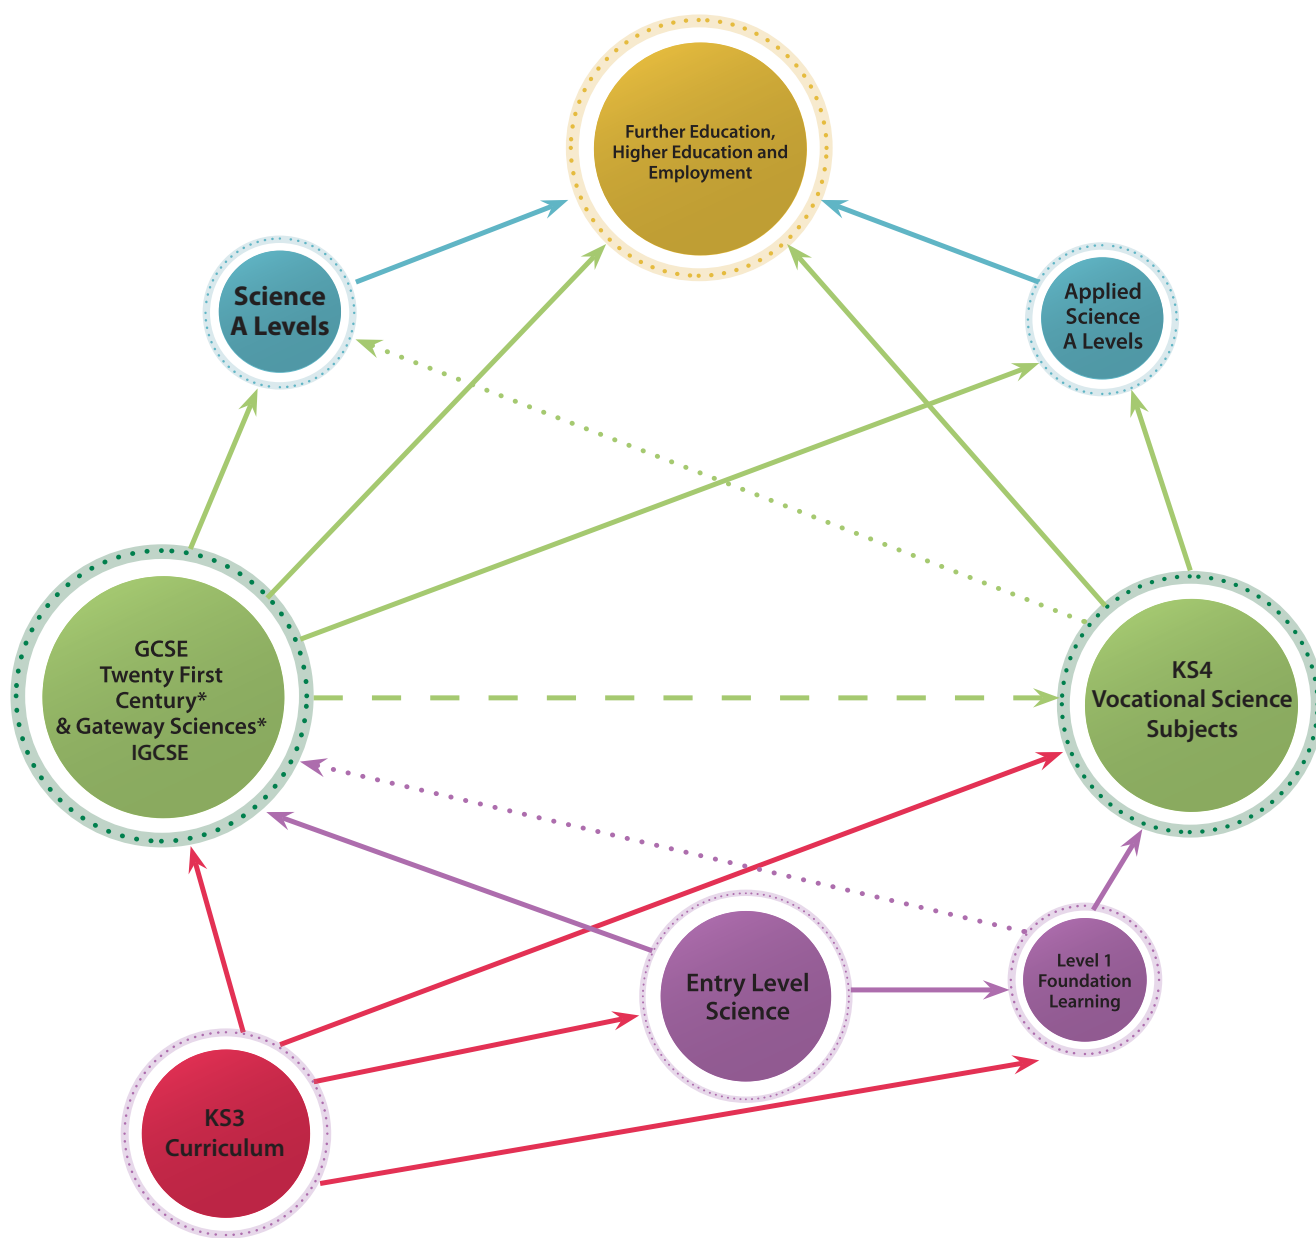 Further Education,
Higher Education and
Employment
Science
A Levels
Applied
Science
A Levels
GCSE
Twenty First
Century*
& Gateway Sciences*
IGCSE
KS4
Vocational Science
Subjects
Entry Level
Science
Level 1
Foundation
Learning
KS3
Curriculum